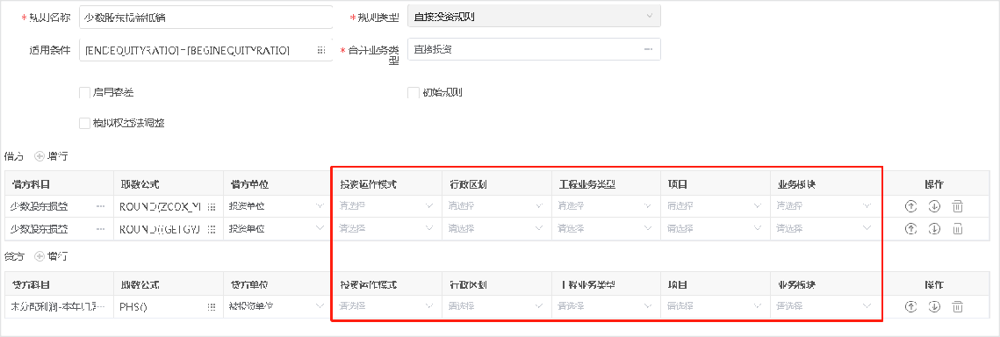 *规则名称 少数股东损益抵销 *规则类型 直接投资规则
适用条件 [ENDEQUITYRATIO]=[BEGINEQUITYRATIO] *合并业务类型 直接投资
启用容差 初始规则
模拟权益法调整
借方 增行
借方科目 取数公式 借方单位 投资运作模式 行政区划 工程业务类型 项目 业务板块 操作
少数股东损益 ROUND(ZCOX_YI 投资单位 请选择 请选择 请选择 请选择 请选择
少数股东损益 ROUND((GETGYJ 投资单位 请选择 请选择 请选择 请选择 请选择
贷方 增行
贷方科目 取数公式 贷方单位 投资运作模式 行政区划 工程业务类型 项目 业务板块 操作
未分配利润-本年归 PHS() 被投资单位 请选择 请选择 请选择 请选择 请选择